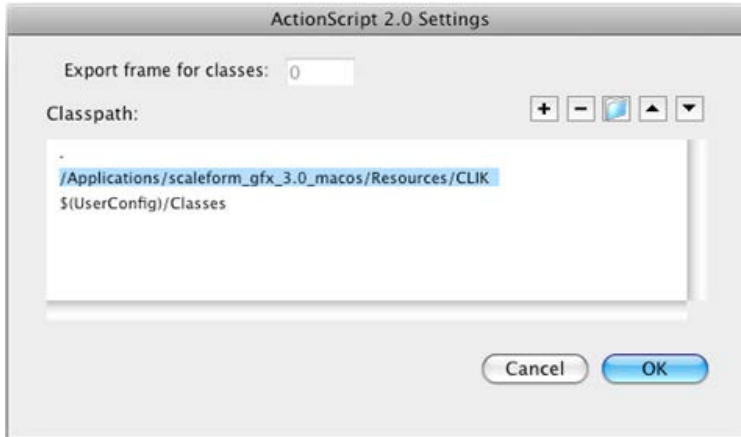 ActionScript 2.0 Settings
Export frame for classes: 0
Classpath:
.
/Applications/scaleform_gfx_3.0_macos/Resources/CLIK
$(UserConfig)/Classes
Cancel OK